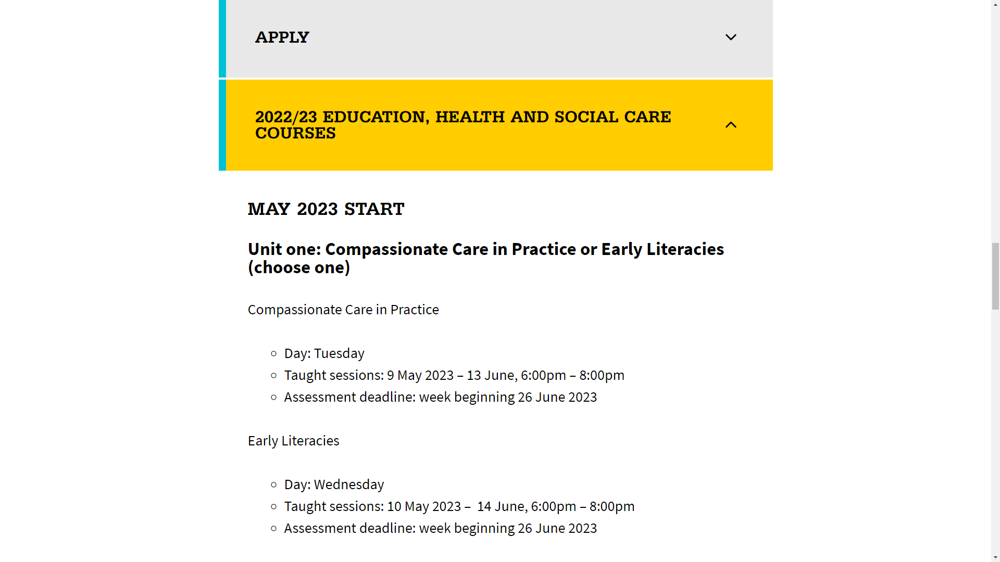 APPLY
2022/23 EDUCATION, HEALTH AND SOCIAL CARE
COURSES
MAY 2023 START
Unit one: Compassionate Care in Practice or Early Literacies
(choose one)
Compassionate Care in Practice
Day: Tuesday
Taught sessions: 9 May 2023 – 13 June, 6:00pm – 8:00pm
Assessment deadline: week beginning 26 June 2023
Early Literacies
Day: Wednesday
Taught sessions: 10 May 2023 –  14 June, 6:00pm – 8:00pm
Assessment deadline: week beginning 26 June 2023